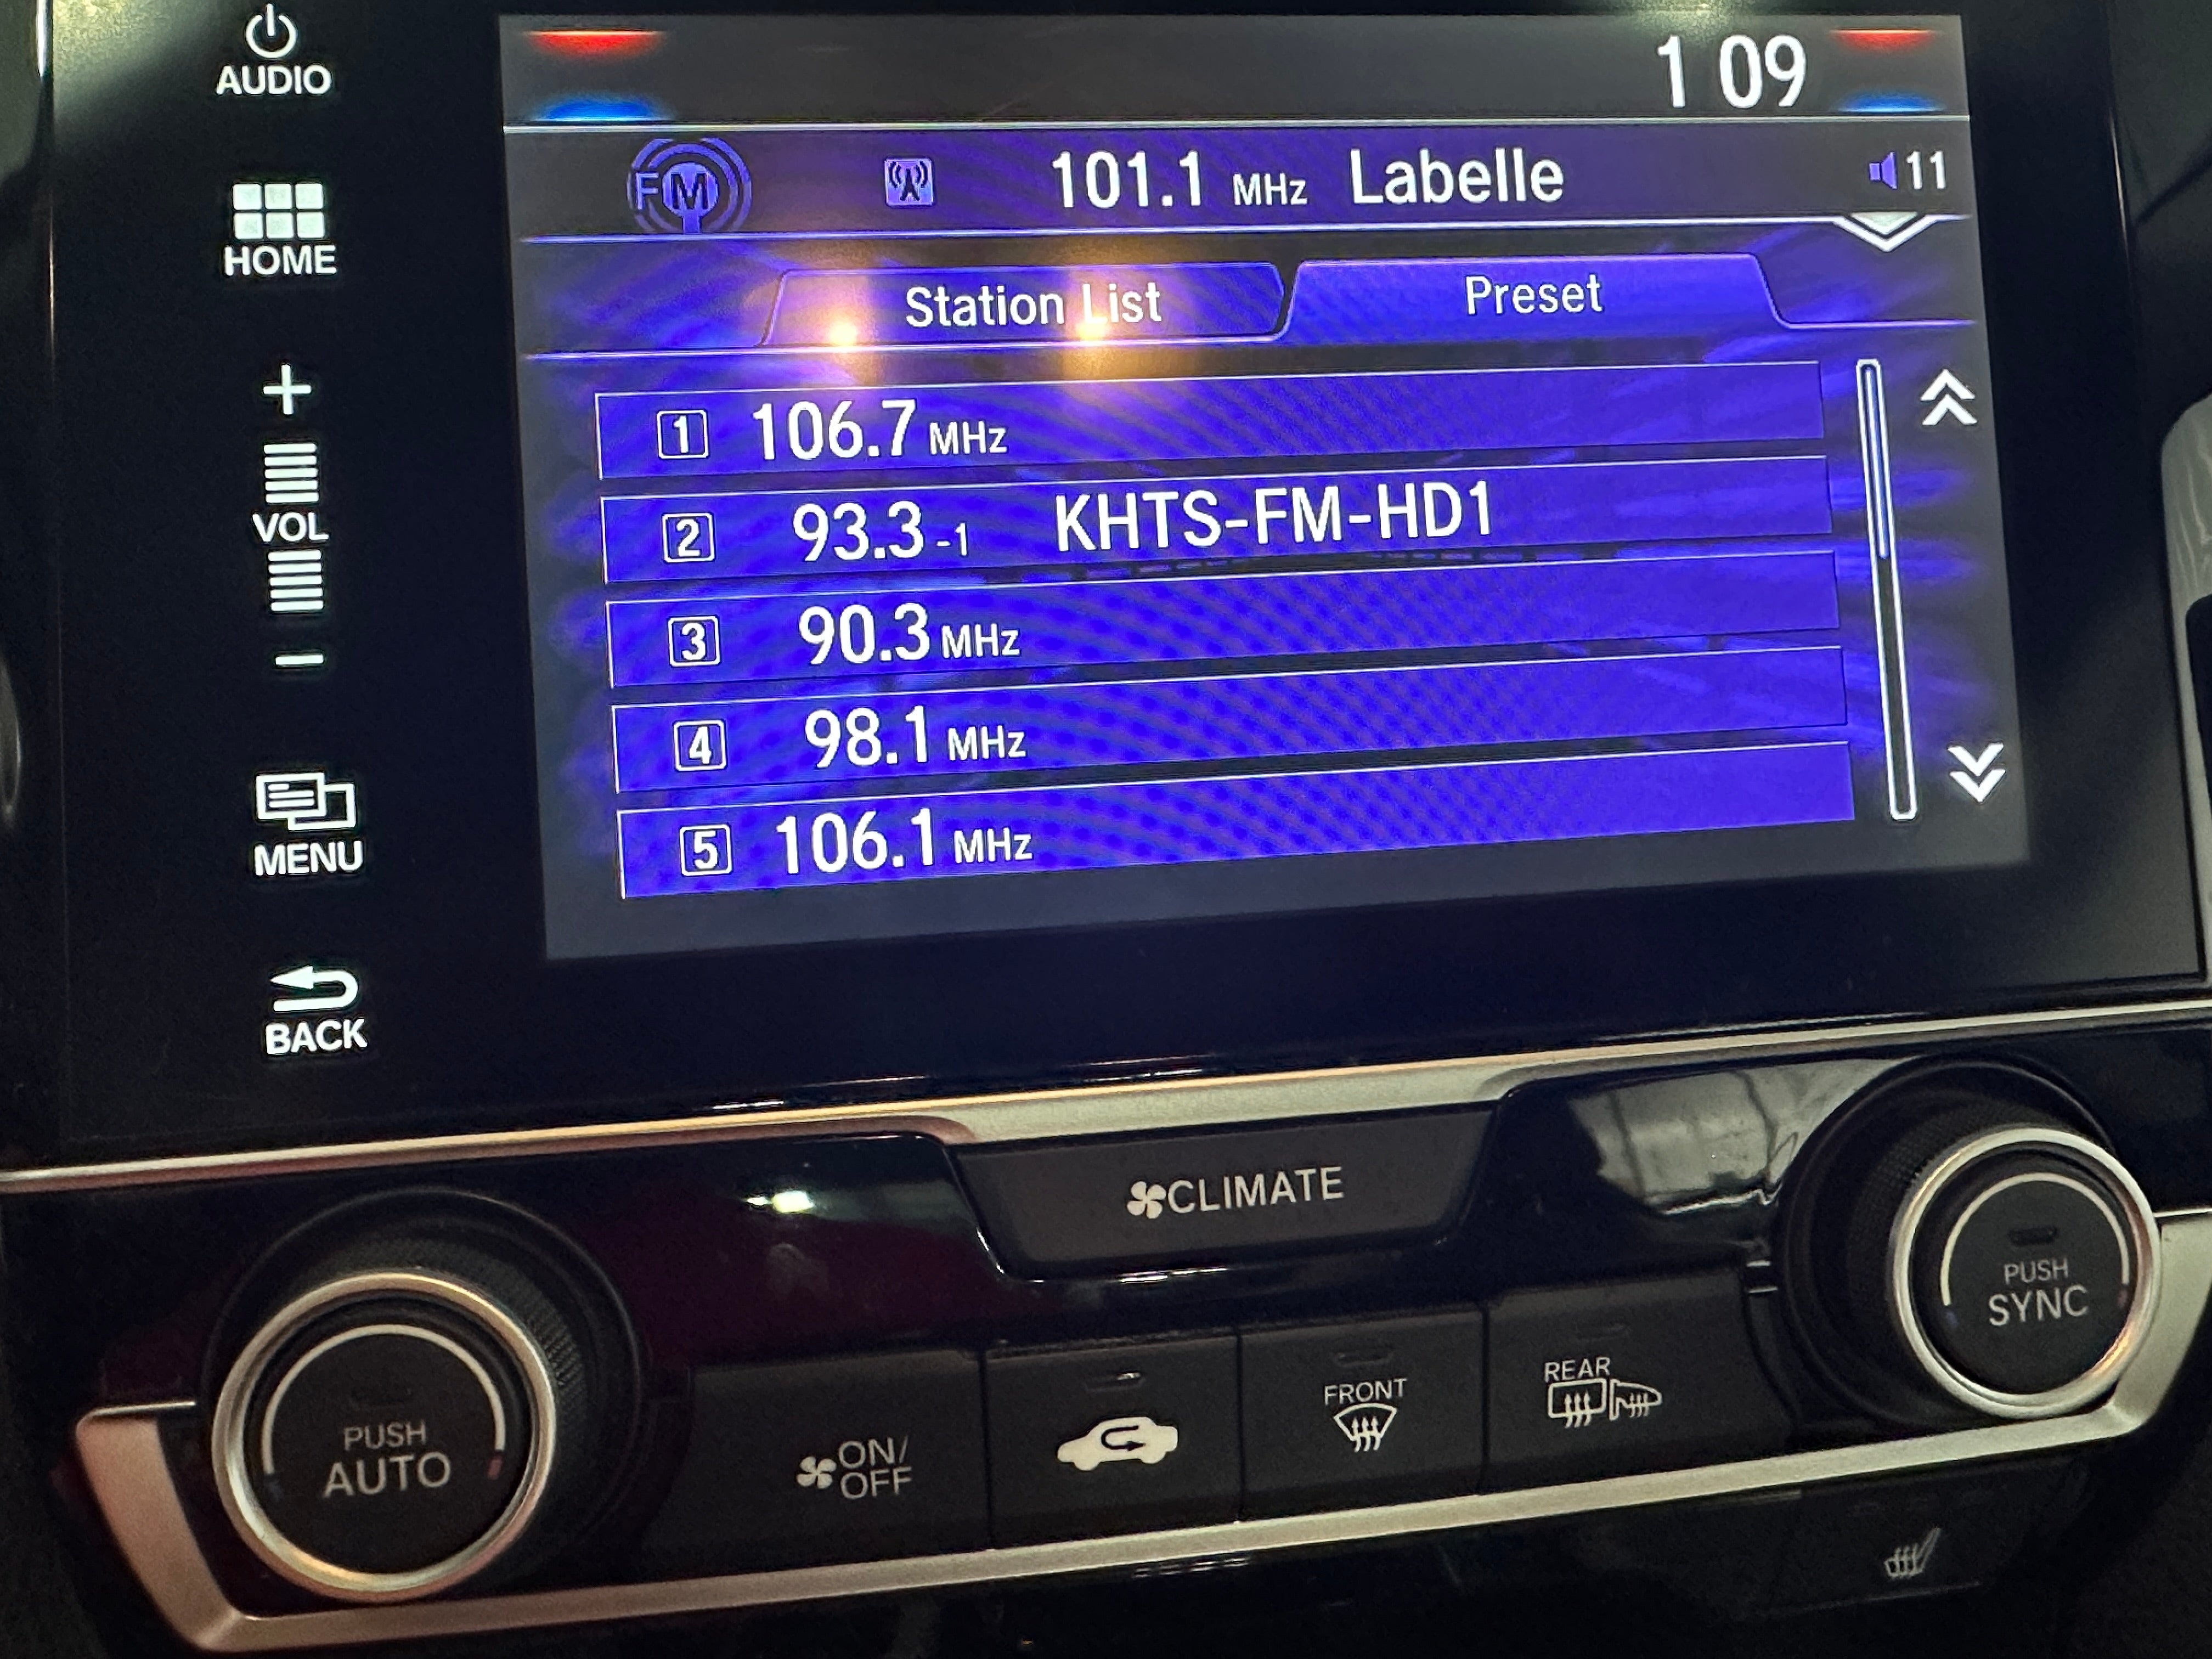 AUDIO
1 09
FM 101.1 MHz Labelle 11
HOME
Station List Preset
1 106.7 MHz
2 93.3 -1 KHTS-FM-HD1
+
VOL
−
3 90.3 MHz
4 98.1 MHz
5 106.1 MHz
MENU
BACK
CLIMATE
PUSH
AUTO
ON/
OFF
FRONT
REAR
PUSH
SYNC